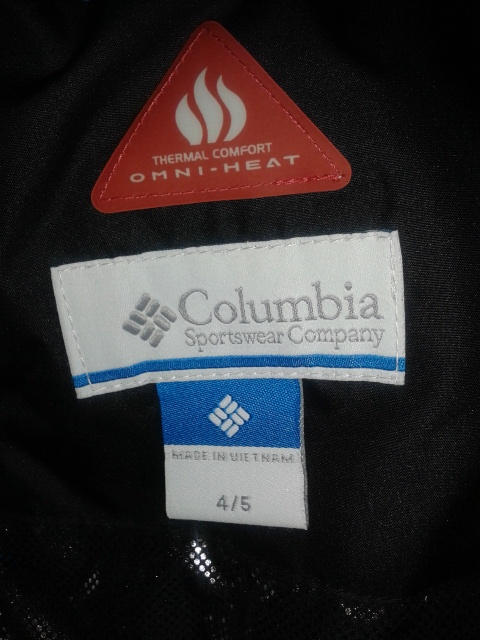 THERMAL COMFORT
OMNI-HEAT
Columbia
Sportswear Company
MADE IN VIETNAM
4/5